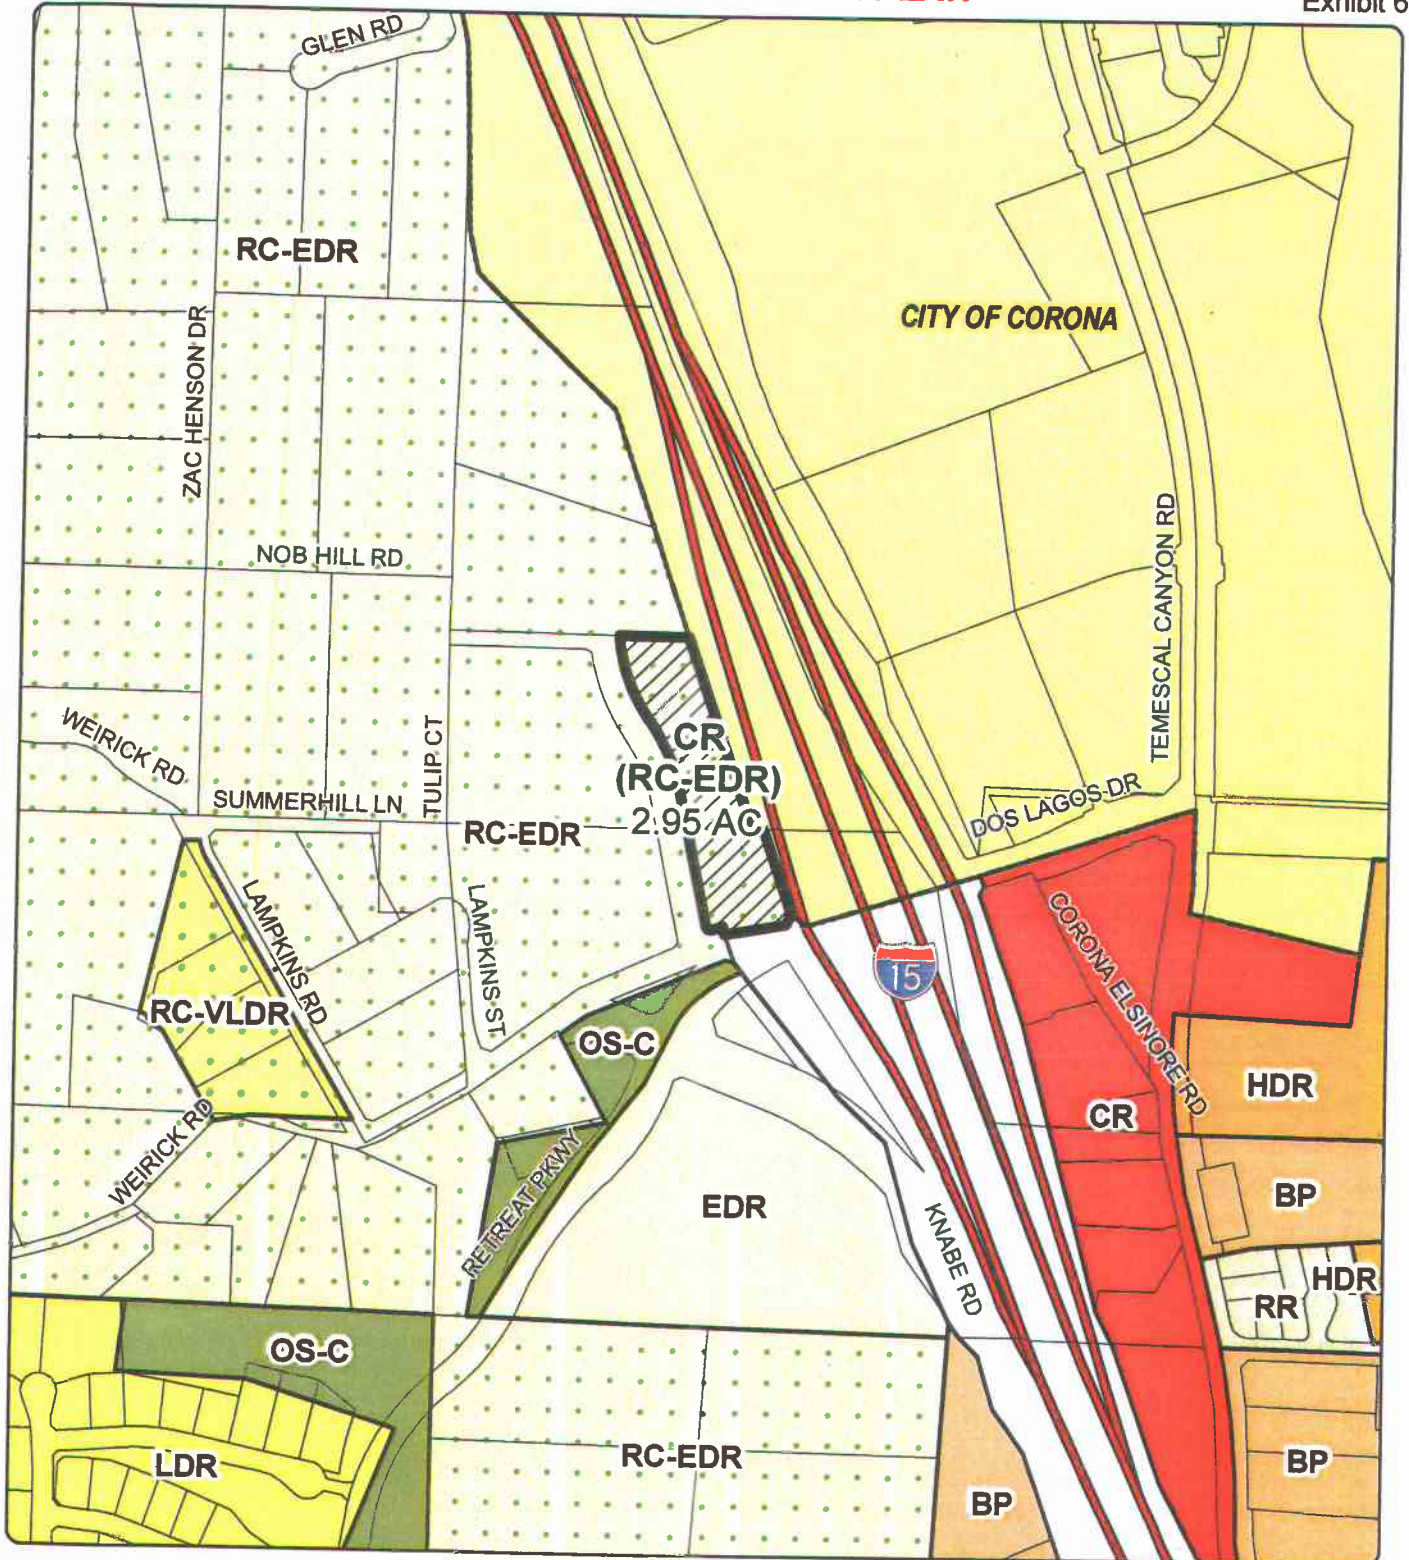 Exhibit 6
GLEN RD
RC-EDR
ZAC HENSON DR
CITY OF CORONA
NOB HILL RD
TEMESCAL CANYON RD
WEIRICK RD
TULIP CT
SUMMERHILL LN
RC-EDR
CR
(RC-EDR)
2.95 AC
DOS LAGOS DR
LAMPKINS RD
LAMPKINS ST
CORONA ELSINORE RD
15
RC-VLDR
OS-C
HDR
CR
WEIRICK RD
RETREAT PKWY
EDR
KNABE RD
BP
HDR
RR
OS-C
LDR
RC-EDR
BP
BP